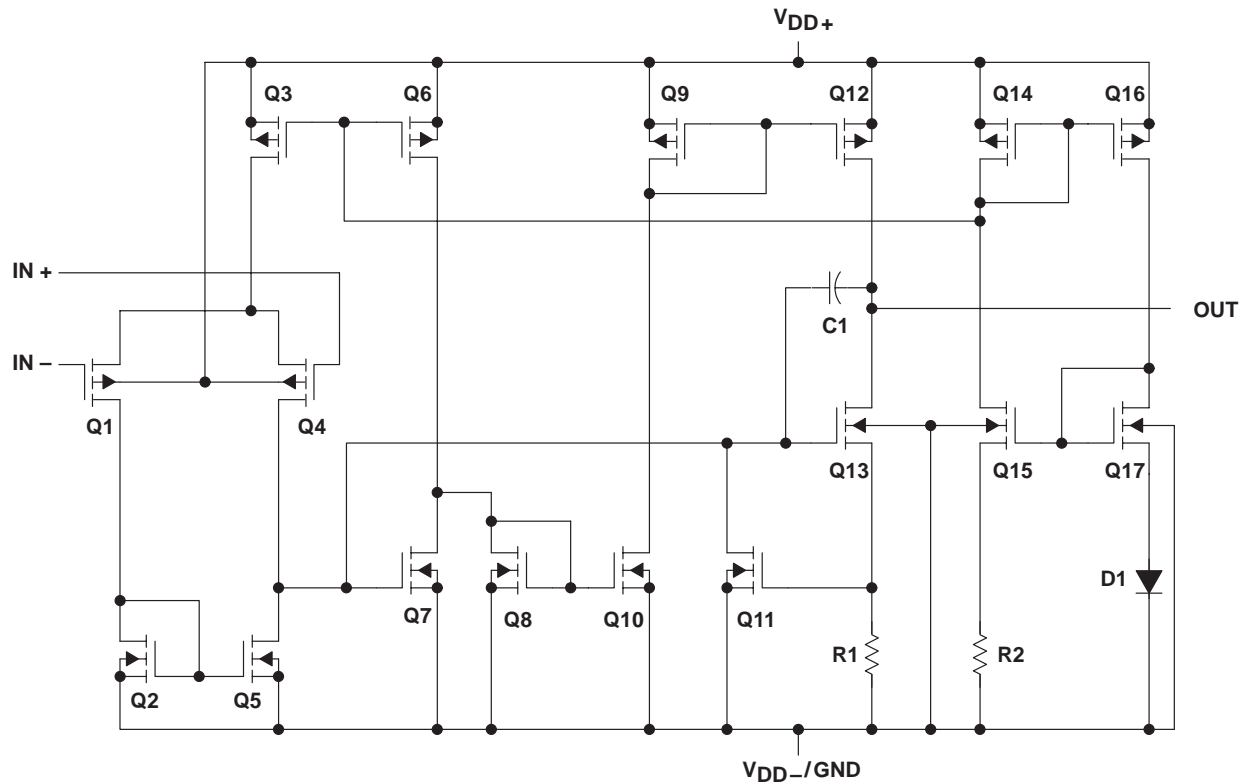 VDD+
Q3
Q6
Q9
Q12
Q14
Q16
IN +
C1
OUT
IN −
Q1
Q4
Q13
Q15
Q17
D1
Q7
Q8
Q10
Q11
R1
R2
Q2
Q5
VDD−/GND